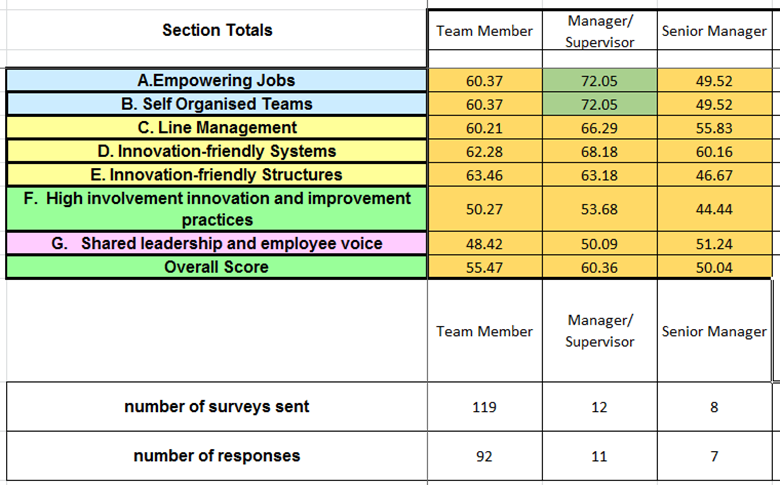 Section Totals Team Member Manager/ Supervisor Senior Manager
A.Empowering Jobs 60.37 72.05 49.52
B. Self Organised Teams 60.37 72.05 49.52
C. Line Management 60.21 66.29 55.83
D. Innovation-friendly Systems 62.28 68.18 60.16
E. Innovation-friendly Structures 63.46 63.18 46.67
F. High involvement innovation and improvement practices 50.27 53.68 44.44
G. Shared leadership and employee voice 48.42 50.09 51.24
Overall Score 55.47 60.36 50.04
Team Member Manager/ Supervisor Senior Manager
number of surveys sent 119 12 8
number of responses 92 11 7